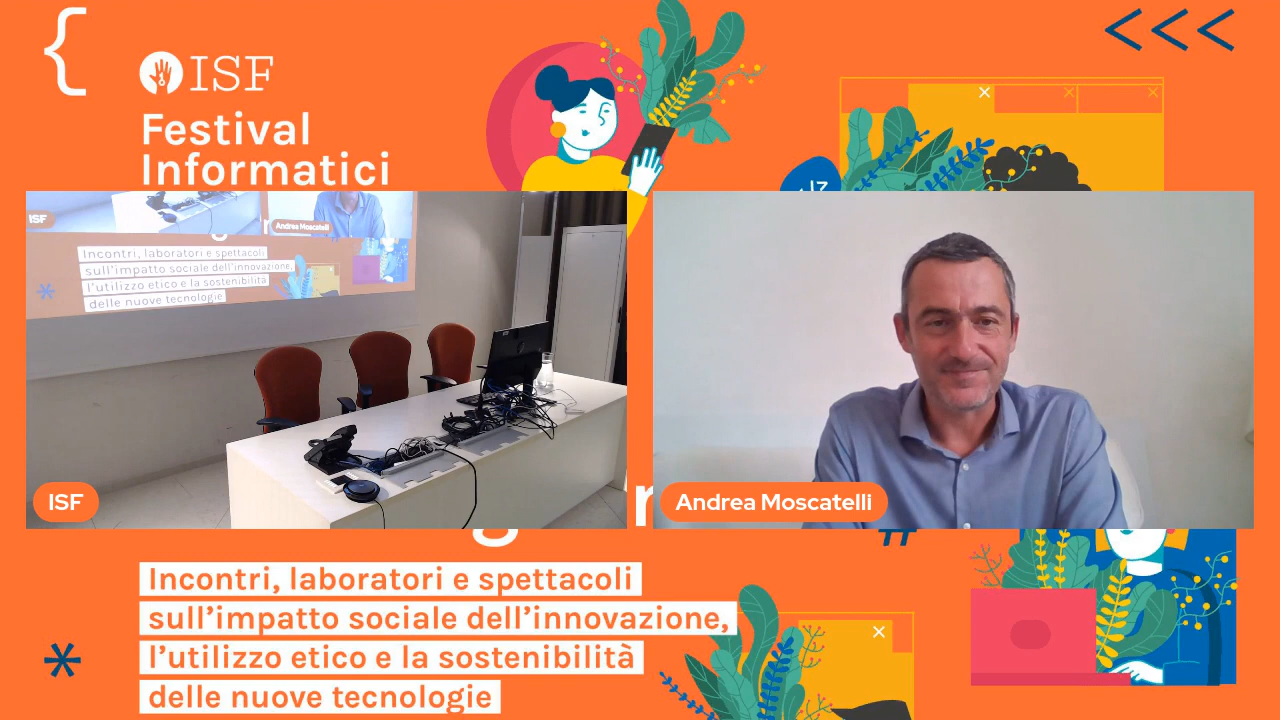 {
<<<
ISF
Festival
Informatici
ISF
Andrea Moscatelli
Incontri, laboratori e spettacoli
sull'impatto sociale dell'innovazione,
l'utilizzo etico e la sostenibilità
delle nuove tecnologie
ISF
Andrea Moscatelli
#
Incontri, laboratori e spettacoli
sull'impatto sociale dell'innovazione,
l'utilizzo etico e la sostenibilità
*
delle nuove tecnologie